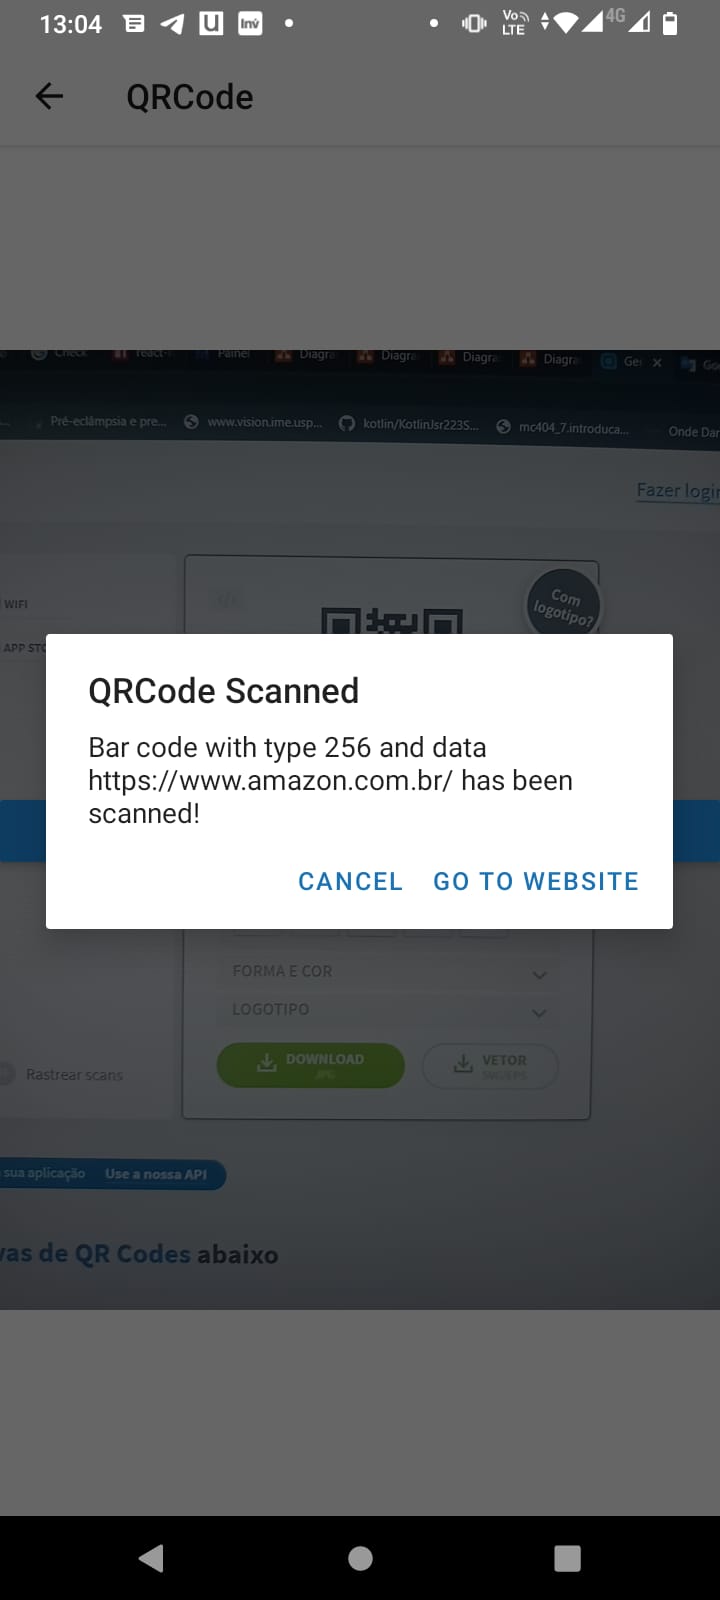 13:04
Vo
LTE
4G
QRCode
Check
Painel
Diagra
Diagra
Diagra
Diagra
Ge
Pré-eclâmpsia e pre...
www.vision.ime.usp...
kotlin/KotlinJsr223S...
mc404_7.introduca...
Onde Dar
Fazer login
WIFI
Com
logotipo?
APP STO
QRCode Scanned
Bar code with type 256 and data
https://www.amazon.com.br/ has been
scanned!
CANCEL GO TO WEBSITE
FORMA E COR
LOGOTIPO
DOWNLOAD
JPG
VETOR
SVG/EPS
Rastrear scans
sua aplicação Use a nossa API
vas de QR Codes abaixo